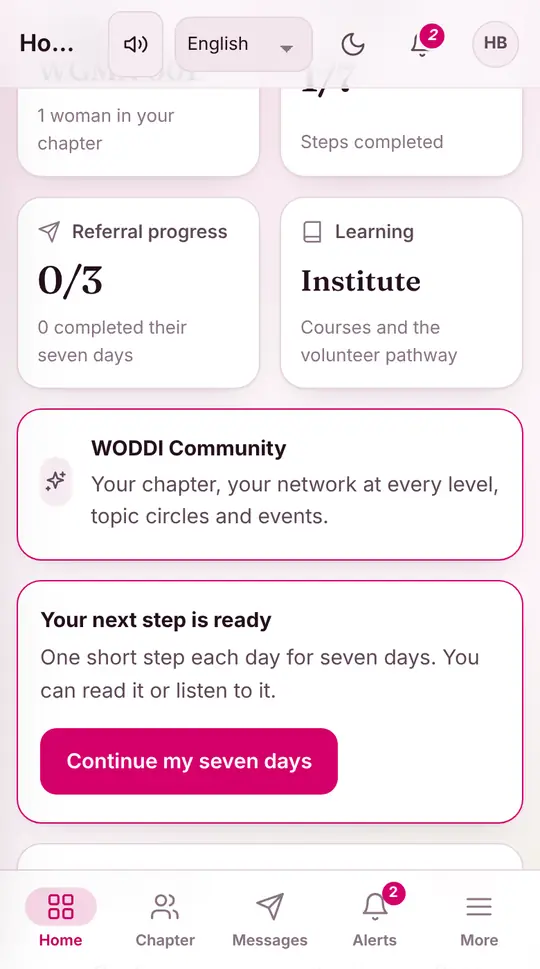 Ho...
English
2
HB
1/7
1 woman in your
chapter
Steps completed
Referral progress
0/3
0 completed their
seven days
Learning
Institute
Courses and the
volunteer pathway
WODDI Community
Your chapter, your network at every level,
topic circles and events.
Your next step is ready
One short step each day for seven days. You
can read it or listen to it.
Continue my seven days
2
Home
Chapter
Messages
Alerts
More